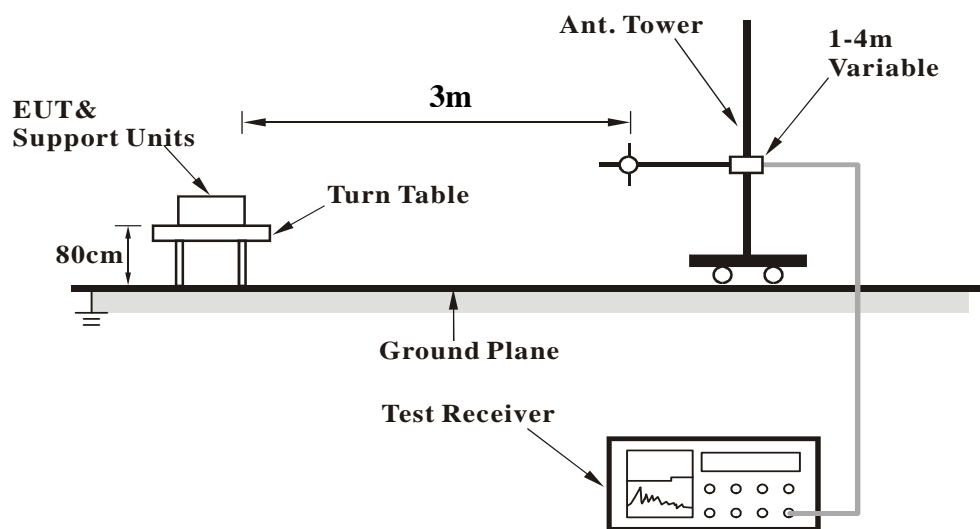 Ant. Tower
1-4m
Variable
3m
EUT&
Support Units
Turn Table
80cm
Ground Plane
Test Receiver